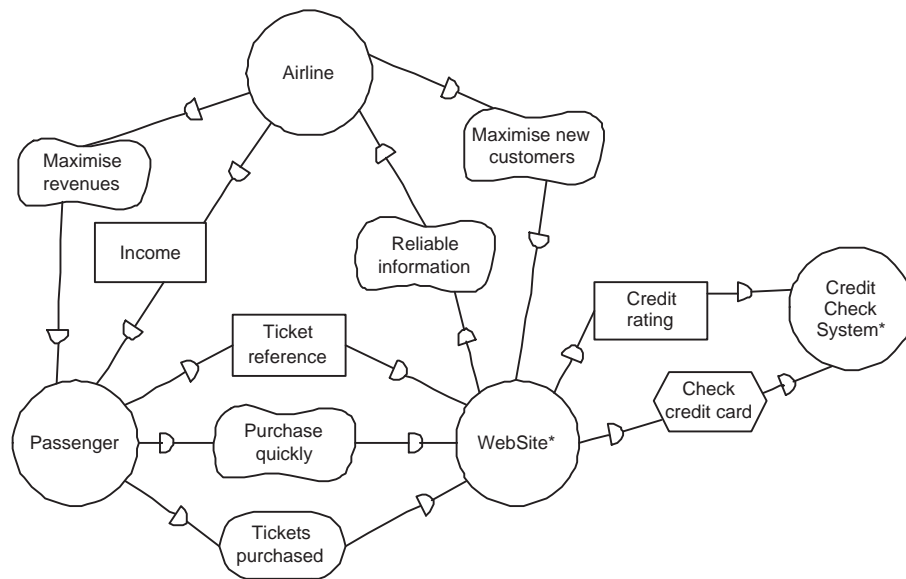 Airline
Maximise
revenues
Maximise new
customers
Income
Reliable
information
Ticket
reference
Credit
rating
Credit
Check
System*
Check
credit card
Passenger
Purchase
quickly
WebSite*
Tickets
purchased